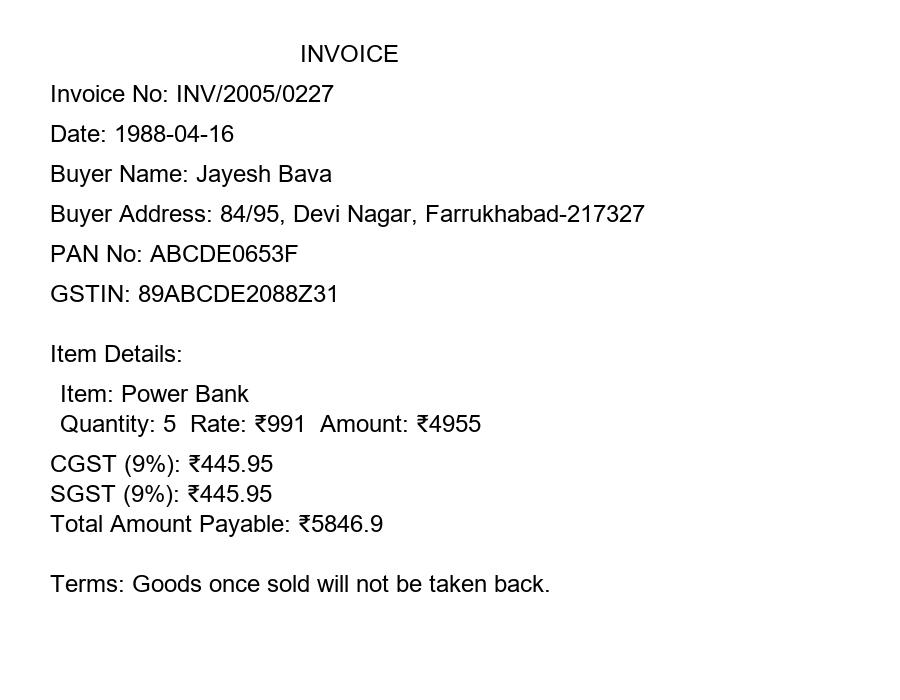 INVOICE
Invoice No: INV/2005/0227
Date: 1988-04-16
Buyer Name: Jayesh Bava
Buyer Address: 84/95, Devi Nagar, Farrukhabad-217327
PAN No: ABCDE0653F
GSTIN: 89ABCDE2088Z31
Item Details:
Item: Power Bank
Quantity: 5  Rate: ₹991  Amount: ₹4955
CGST (9%): ₹445.95
SGST (9%): ₹445.95
Total Amount Payable: ₹5846.9
Terms: Goods once sold will not be taken back.